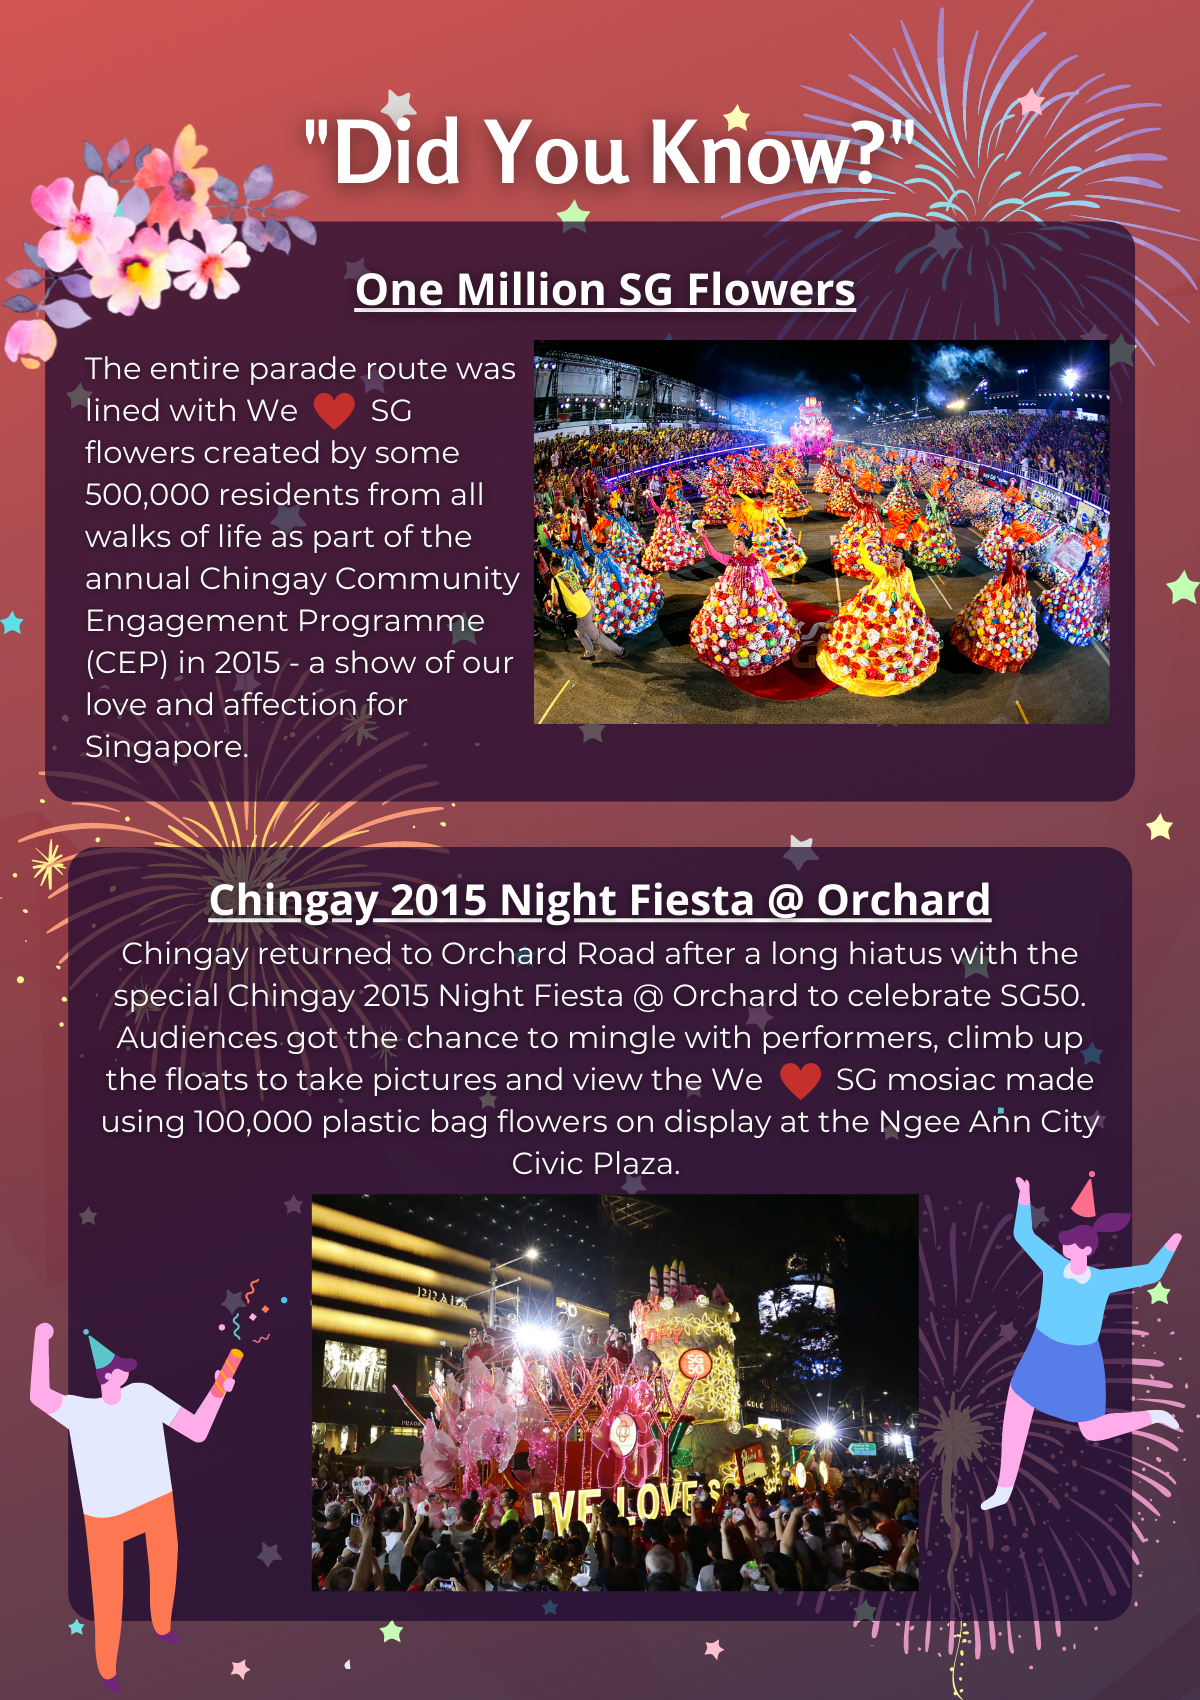 "Did You Know?"
One Million SG Flowers
The entire parade route was
lined with We ❤ SG
flowers created by some
500,000 residents from all
walks of life as part of the
annual Chingay Community
Engagement Programme
(CEP) in 2015 - a show of our
love and affection for
Singapore.
Chingay 2015 Night Fiesta @ Orchard
Chingay returned to Orchard Road after a long hiatus with the
special Chingay 2015 Night Fiesta @ Orchard to celebrate SG50.
Audiences got the chance to mingle with performers, climb up
the floats to take pictures and view the We ❤ SG mosiac made
using 100,000 plastic bag flowers on display at the Ngee Ann City
Civic Plaza.
PRADA
SG
50
WE LOVE S